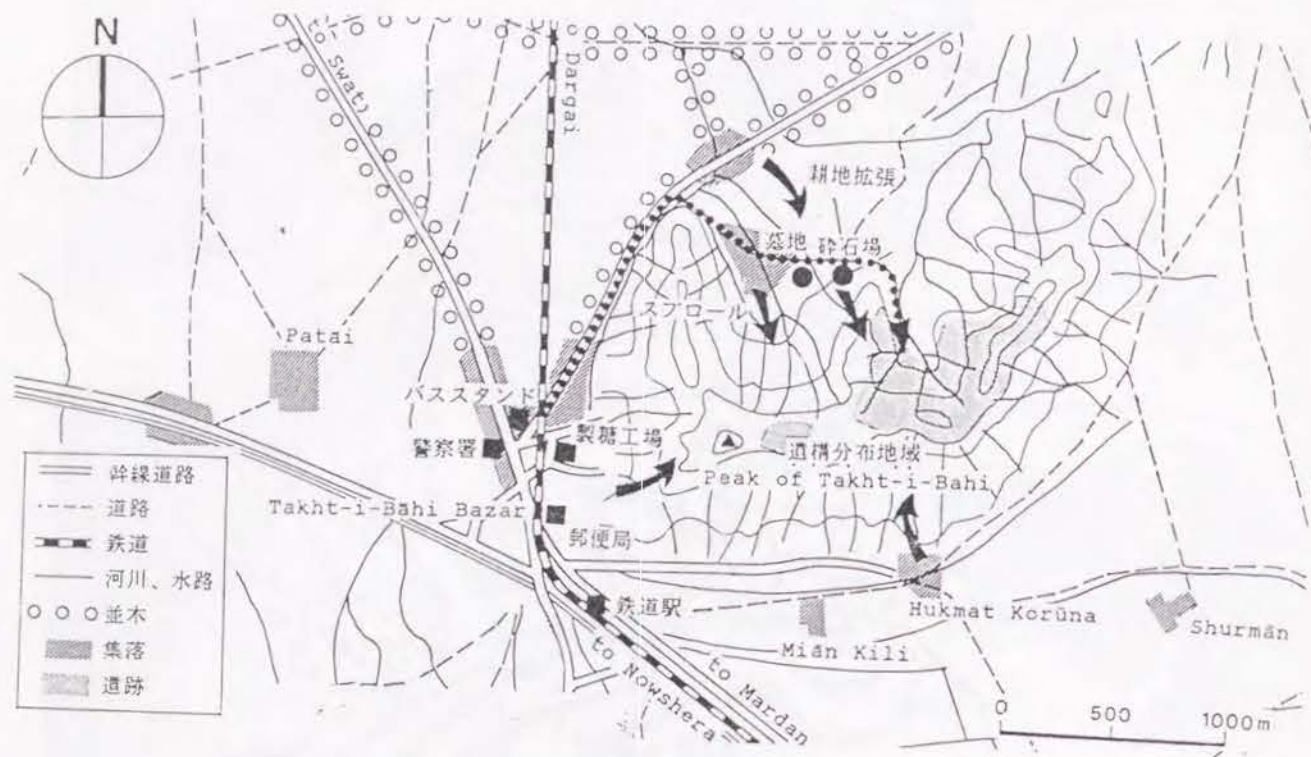 N
Swat
Dargai
耕地拡張
墓地 砕石場
スプロール
Patai
バススタンド
警察署
製糖工場
遺構分布地域
Peak of Takht-i-Bahi
Takht-i-Bāhi Bazar
郵便局
鉄道駅
Hukmat Korūna
Shurmān
Miān Kili
to Mardan
to Nowshera
幹線道路
道路
鉄道
河川、水路
並木
集落
遺跡
0 500 1000m